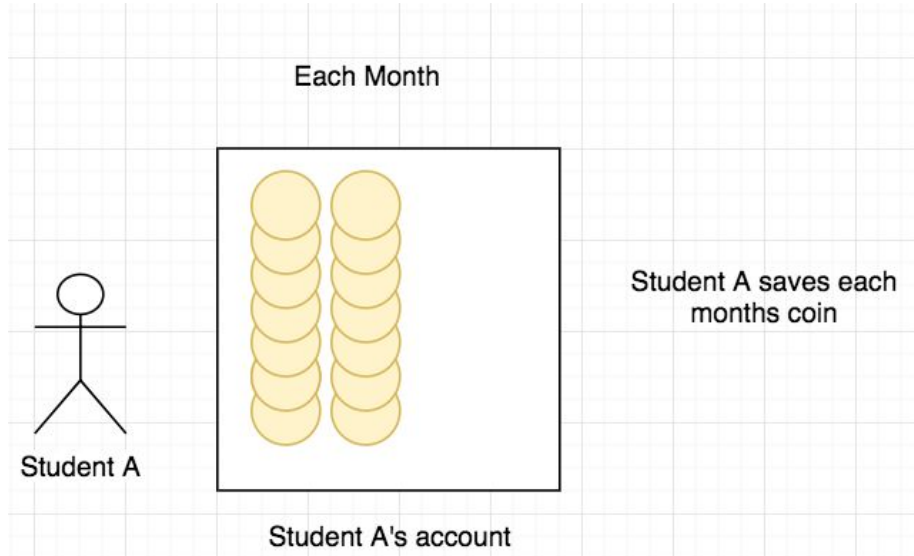 Each Month
Student A saves each
months coin
Student A
Student A's account